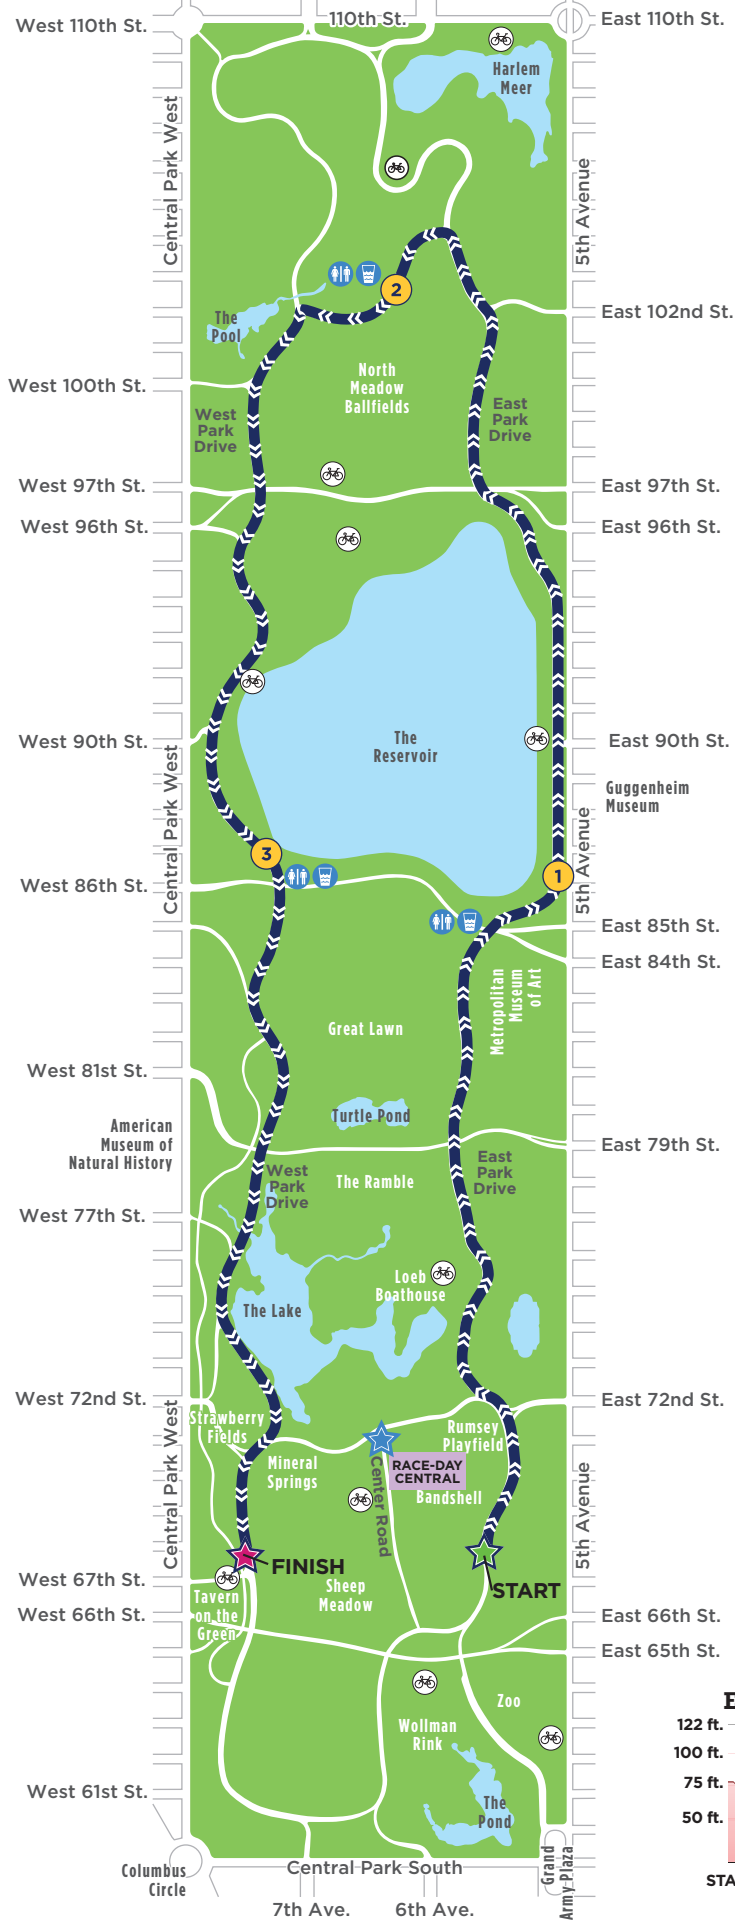 West 110th St.
110th St.
East 110th St.
Harlem
Meer
Central Park West
5th Avenue
2
The
Pool
East 102nd St.
North
Meadow
Ballfields
West 100th St.
West
Park
Drive
East
Park
Drive
West 97th St.
East 97th St.
West 96th St.
East 96th St.
The
Reservoir
West 90th St.
East 90th St.
Central Park West
Guggenheim
Museum
5th Avenue
3
1
West 86th St.
East 85th St.
East 84th St.
Metropolitan
Museum
of Art
Great Lawn
West 81st St.
Turtle Pond
American
Museum of
Natural History
East 79th St.
West
Park
Drive
The Ramble
East
Park
Drive
West 77th St.
Loeb
Boathouse
The Lake
West 72nd St.
East 72nd St.
Central Park West
Strawberry
Fields
Rumsey
Playfield
Mineral
Springs
Center Road
RACE-DAY
CENTRAL
Bandshell
5th Avenue
FINISH
START
West 67th St.
Tavern
on the
Green
Sheep
Meadow
West 66th St.
East 66th St.
East 65th St.
Zoo
Wollman
Rink
E
122 ft.
100 ft.
75 ft.
50 ft.
STA
West 61st St.
The
Pond
Columbus
Circle
Central Park South
Grand
Army Plaza
7th Ave.
6th Ave.